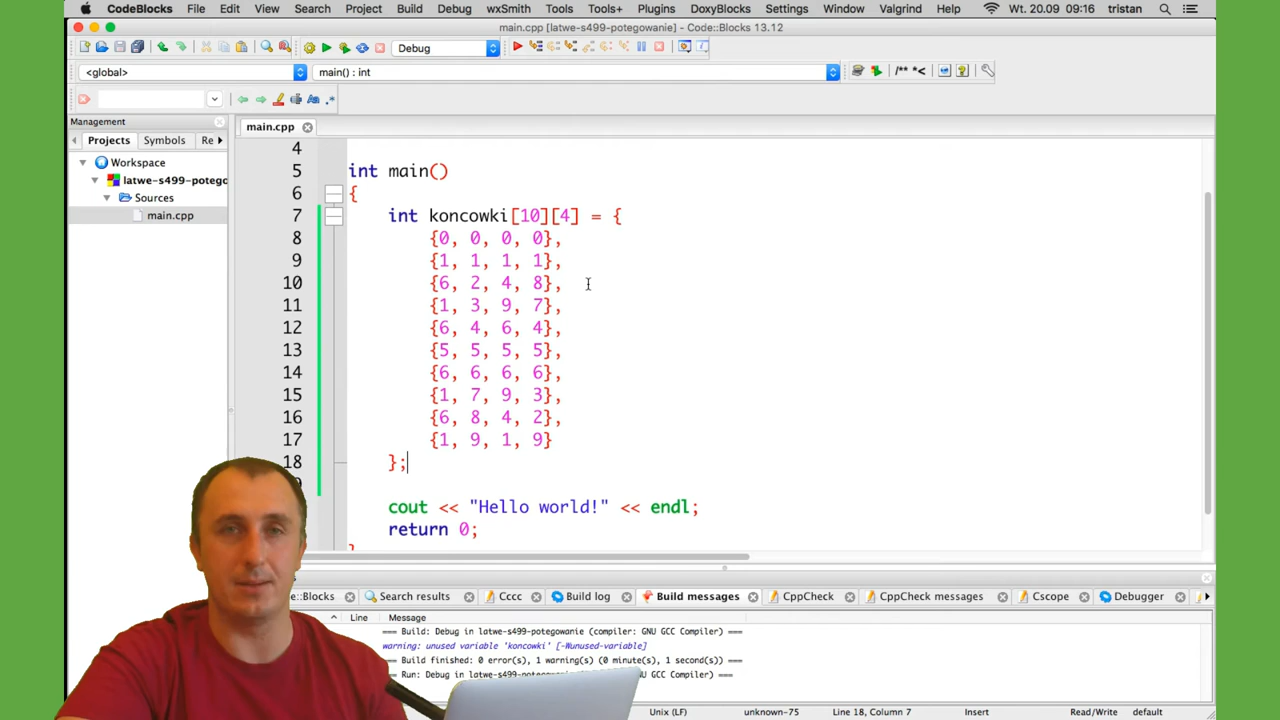 CodeBlocks File Edit View Search Project Build Debug wxSmith Tools Tools+ Plugins DoxyBlocks Settings Window Valgrind Help Wt. 20.09 09:16 tristan
main.cpp [latwe-s499-potegowanie] - Code::Blocks 13.12
Debug
<global> main() : int /** *<
Aa .*
Management
main.cpp
Projects Symbols Re
Workspace
latwe-s499-potego
Sources
main.cpp
4
5 int main()
6 {
7 int koncowki[10][4] = {
8 {0, 0, 0, 0},
9 {1, 1, 1, 1},
10 {6, 2, 4, 8},
11 {1, 3, 9, 7},
12 {6, 4, 6, 4},
13 {5, 5, 5, 5},
14 {6, 6, 6, 6},
15 {1, 7, 9, 3},
16 {6, 8, 4, 2},
17 {1, 9, 1, 9}
18 };
cout << "Hello world!" << endl;
return 0;
}
::Blocks Search results Cccc Build log Build messages CppCheck CppCheck messages Cscope Debugger
Line Message
=== Build: Debug in latwe-s499-potegowanie (compiler: GNU GCC Compiler) ===
warning: unused variable 'koncowki' [-Wunused-variable]
=== Build finished: 0 error(s), 1 warning(s) (0 minute(s), 1 second(s)) ===
=== Run: Debug in latwe-s499-potegowanie NU GCC Compiler) ===
Unix (LF) unknown-75 Line 18, Column 7 Insert Read/Write default